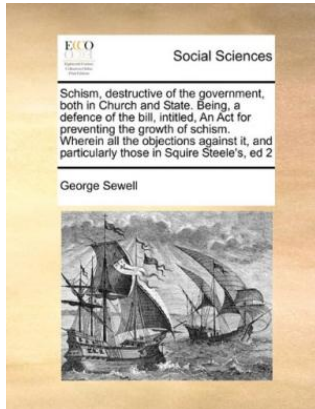 ECCO
Social Sciences
Schism, destructive of the government,
both in Church and State. Being, a
defence of the bill, intitled, An Act for
preventing the growth of schism.
Wherein all the objections against it, and
particularly those in Squire Steele's, ed 2
George Sewell